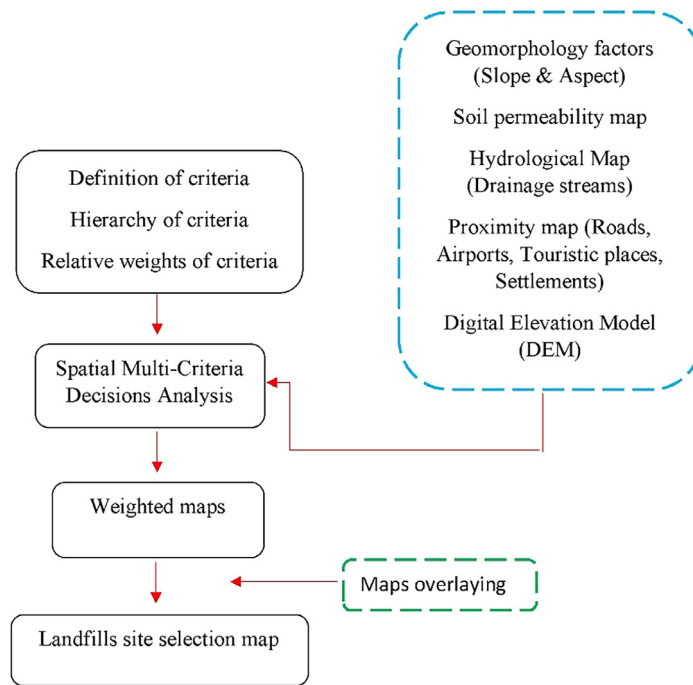 Geomorphology factors
(Slope & Aspect)
Soil permeability map
Hydrological Map
(Drainage streams)
Proximity map (Roads,
Airports, Touristic places,
Settlements)
Digital Elevation Model
(DEM)
Definition of criteria
Hierarchy of criteria
Relative weights of criteria
Spatial Multi-Criteria
Decisions Analysis
Weighted maps
Maps overlaying
Landfills site selection map